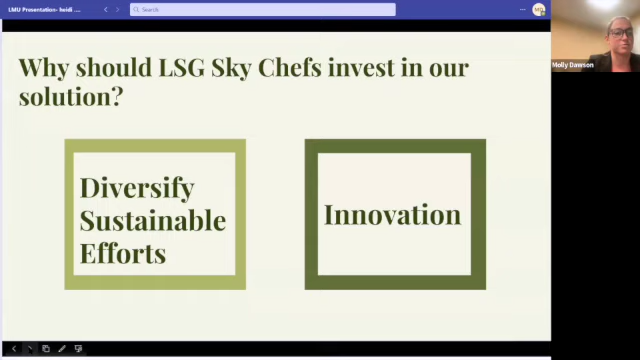 LMU Presentation- heidi ....
Search
MD
Molly Dawson
Why should LSG Sky Chefs invest in our
solution?
Diversify
Sustainable
Efforts
Innovation